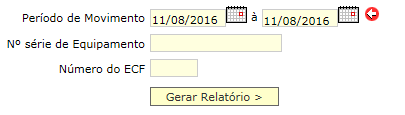 Período de Movimento 11/08/2016 à 11/08/2016
Nº série de Equipamento
Número do ECF
Gerar Relatório >